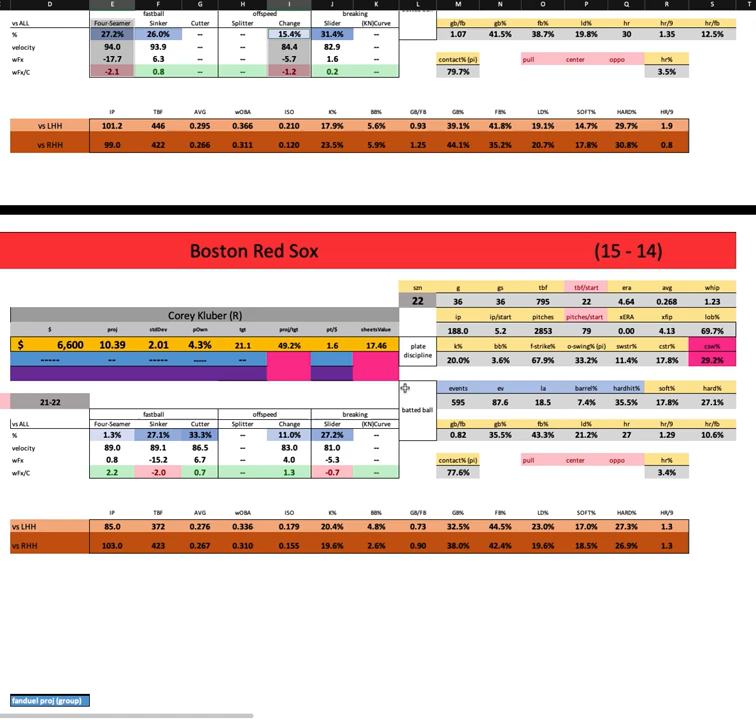 D E F G H I J K L M N O P Q R S T
fastball offspeed breaking gb/fb gb% fb% ld% hr hr/9 hr/fb
vs ALL Four-Seamer Sinker Cutter Splitter Change Slider (KN)Curve 1.07 41.5% 38.7% 19.8% 30 1.35 12.5%
% 27.2% 26.0% -- -- 15.4% 31.4% --
velocity 94.0 93.9 -- -- 84.4 82.9 --
wFx -17.7 6.3 -- -- -5.7 1.6 -- contact% (pi) pull center oppo hr%
wFx/C -2.1 0.8 -- -- -1.2 0.2 -- 79.7% 3.5%
IP TBF AVG wOBA ISO K% BB% GB/FB GB% FB% LD% SOFT% HARD% HR/9
vs LHH 101.2 446 0.295 0.366 0.210 17.9% 5.6% 0.93 39.1% 41.8% 19.1% 14.7% 29.7% 1.9
vs RHH 99.0 422 0.266 0.311 0.120 23.5% 5.9% 1.25 44.1% 35.2% 20.7% 17.8% 30.8% 0.8
Boston Red Sox (15 - 14)
szn g gs tbf tbf/start era avg whip
22 36 36 795 22 4.64 0.268 1.23
Corey Kluber (R) ip ip/start pitches pitches/start xERA xfip lob%
$ proj stdDev pOwn tgt proj/tgt pt/$ sheetsValue 188.0 5.2 2853 79 0.00 4.13 69.7%
$ 6,600 10.39 2.01 4.3% 21.1 49.2% 1.6 17.46 plate discipline k% bb% f-strike% o-swing% (pi) swstr% cstr% csw%
----- -- --- ---- -- 20.0% 3.6% 67.9% 33.2% 11.4% 17.8% 29.2%
events ev la barrel% hardhit% soft% hard%
21-22 batted ball 595 87.6 18.5 7.4% 35.5% 17.8% 27.1%
fastball offspeed breaking
vs ALL Four-Seamer Sinker Cutter Splitter Change Slider (KN)Curve gb/fb gb% fb% ld% hr hr/9 hr/fb
% 1.3% 27.1% 33.3% -- 11.0% 27.2% -- 0.82 35.5% 43.3% 21.2% 27 1.29 10.6%
velocity 89.0 89.1 86.5 -- 83.0 81.0 --
wFx 0.8 -15.2 6.7 -- 4.0 -5.3 -- contact% (pi) pull center oppo hr%
wFx/C 2.2 -2.0 0.7 -- 1.3 -0.7 -- 77.6% 3.4%
IP TBF AVG wOBA ISO K% BB% GB/FB GB% FB% LD% SOFT% HARD% HR/9
vs LHH 85.0 372 0.276 0.336 0.179 20.4% 4.8% 0.73 32.5% 44.5% 23.0% 17.0% 27.3% 1.3
vs RHH 103.0 423 0.267 0.310 0.155 19.6% 2.6% 0.90 38.0% 42.4% 19.6% 18.5% 26.9% 1.3
fanduel proj (group)